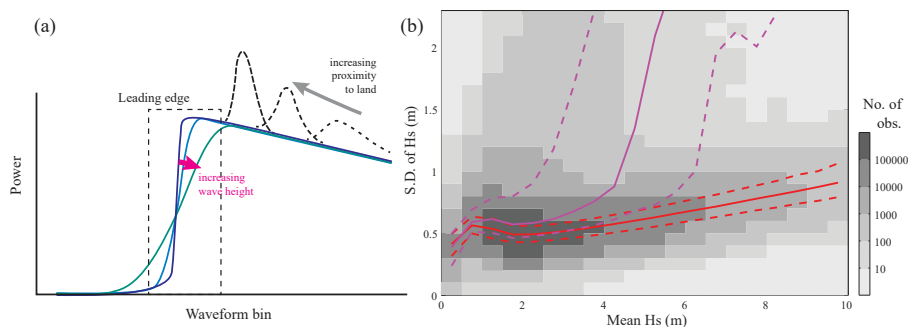 (a)
increasing
proximity
to land
Leading edge
increasing
wave height
Power
Waveform bin
(b)
S.D. of Hs (m)
2
1.5
1
0.5
0
0 2 4 6 8 10
Mean Hs (m)
No. of
obs.
100000
10000
1000
100
10